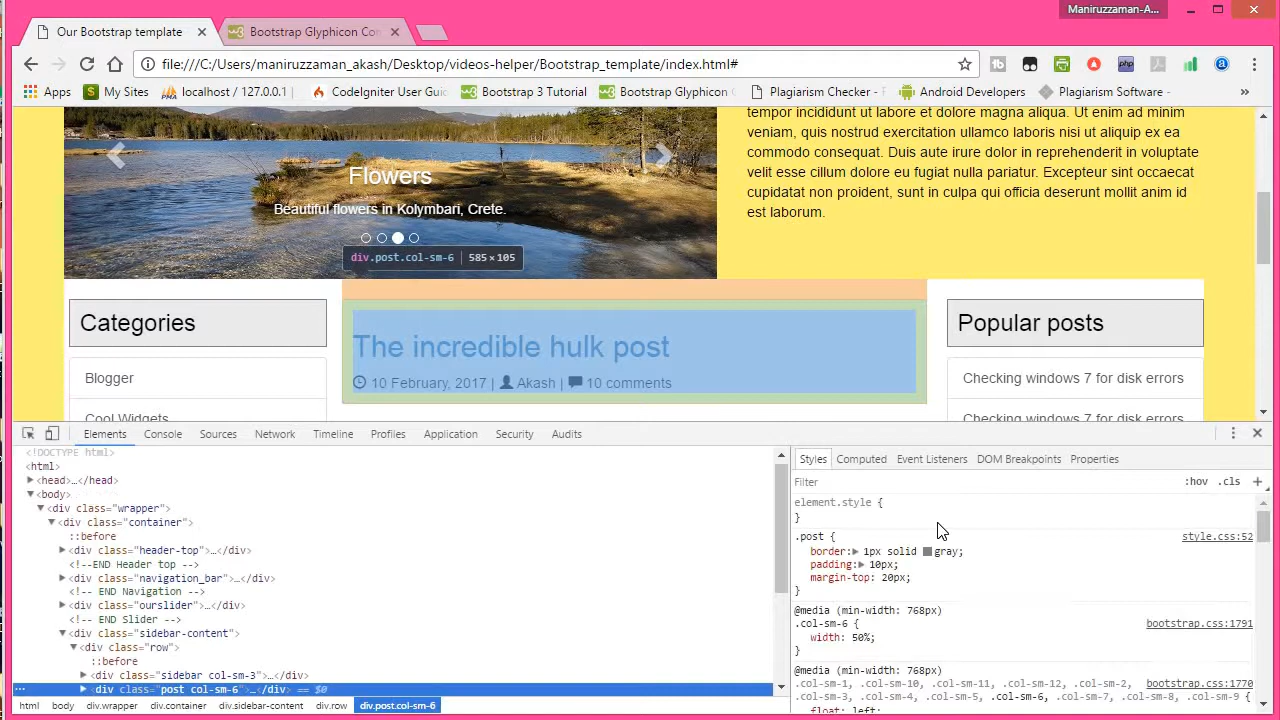 Maniruzzaman-A...
Our Bootstrap template
Bootstrap Glyphicon Co
file:///C:/Users/maniruzzaman_akash/Desktop/videos-helper/Bootstrap_template/index.html#
Apps My Sites localhost / 127.0.0.1 CodeIgniter User Guid Bootstrap 3 Tutorial Bootstrap Glyphicon Plagiarism Checker - Android Developers Plagiarism Software - »
tempor incididunt ut labore et dolore magna aliqua. Ut enim ad minim
veniam, quis nostrud exercitation ullamco laboris nisi ut aliquip ex ea
commodo consequat. Duis aute irure dolor in reprehenderit in voluptate
velit esse cillum dolore eu fugiat nulla pariatur. Excepteur sint occaecat
cupidatat non proident, sunt in culpa qui officia deserunt mollit anim id
est laborum.
Flowers
Beautiful flowers in Kolymbari, Crete.
div.post.col-sm-6 | 585×105
Categories
Blogger
Cool Widgets
The incredible hulk post
10 February, 2017 | Akash | 10 comments
Popular posts
Checking windows 7 for disk errors
Checking windows 7 for disk errors
Elements Console Sources Network Timeline Profiles Application Security Audits
<!DOCTYPE html>
<html>
<head>…</head>
<body>
<div class="wrapper">
<div class="container">
::before
<div class="header-top">…</div>
<!--END Header top -->
<div class="navigation_bar">…</div>
<!-- END Navigation -->
<div class="ourslider">…</div>
<!-- END Slider -->
<div class="sidebar-content">
<div class="row">
::before
<div class="sidebar col-sm-3">…</div>
... <div class="post col-sm-6">…</div> == $0
html body div.wrapper div.container div.sidebar-content div.row div.post.col-sm-6
Styles Computed Event Listeners DOM Breakpoints Properties
Filter :hov .cls +
element.style {
}
.post { style.css:52
border: 1px solid gray;
padding: 10px;
margin-top: 20px;
}
@media (min-width: 768px)
.col-sm-6 { bootstrap.css:1791
width: 50%;
}
@media (min-width: 768px)
.col-sm-1, .col-sm-10, .col-sm-11, .col-sm-12, .col-sm-2, bootstrap.css:1770
.col-sm-3, .col-sm-4, .col-sm-5, .col-sm-6, .col-sm-7, .col-sm-8, .col-sm-9 {
float: left;